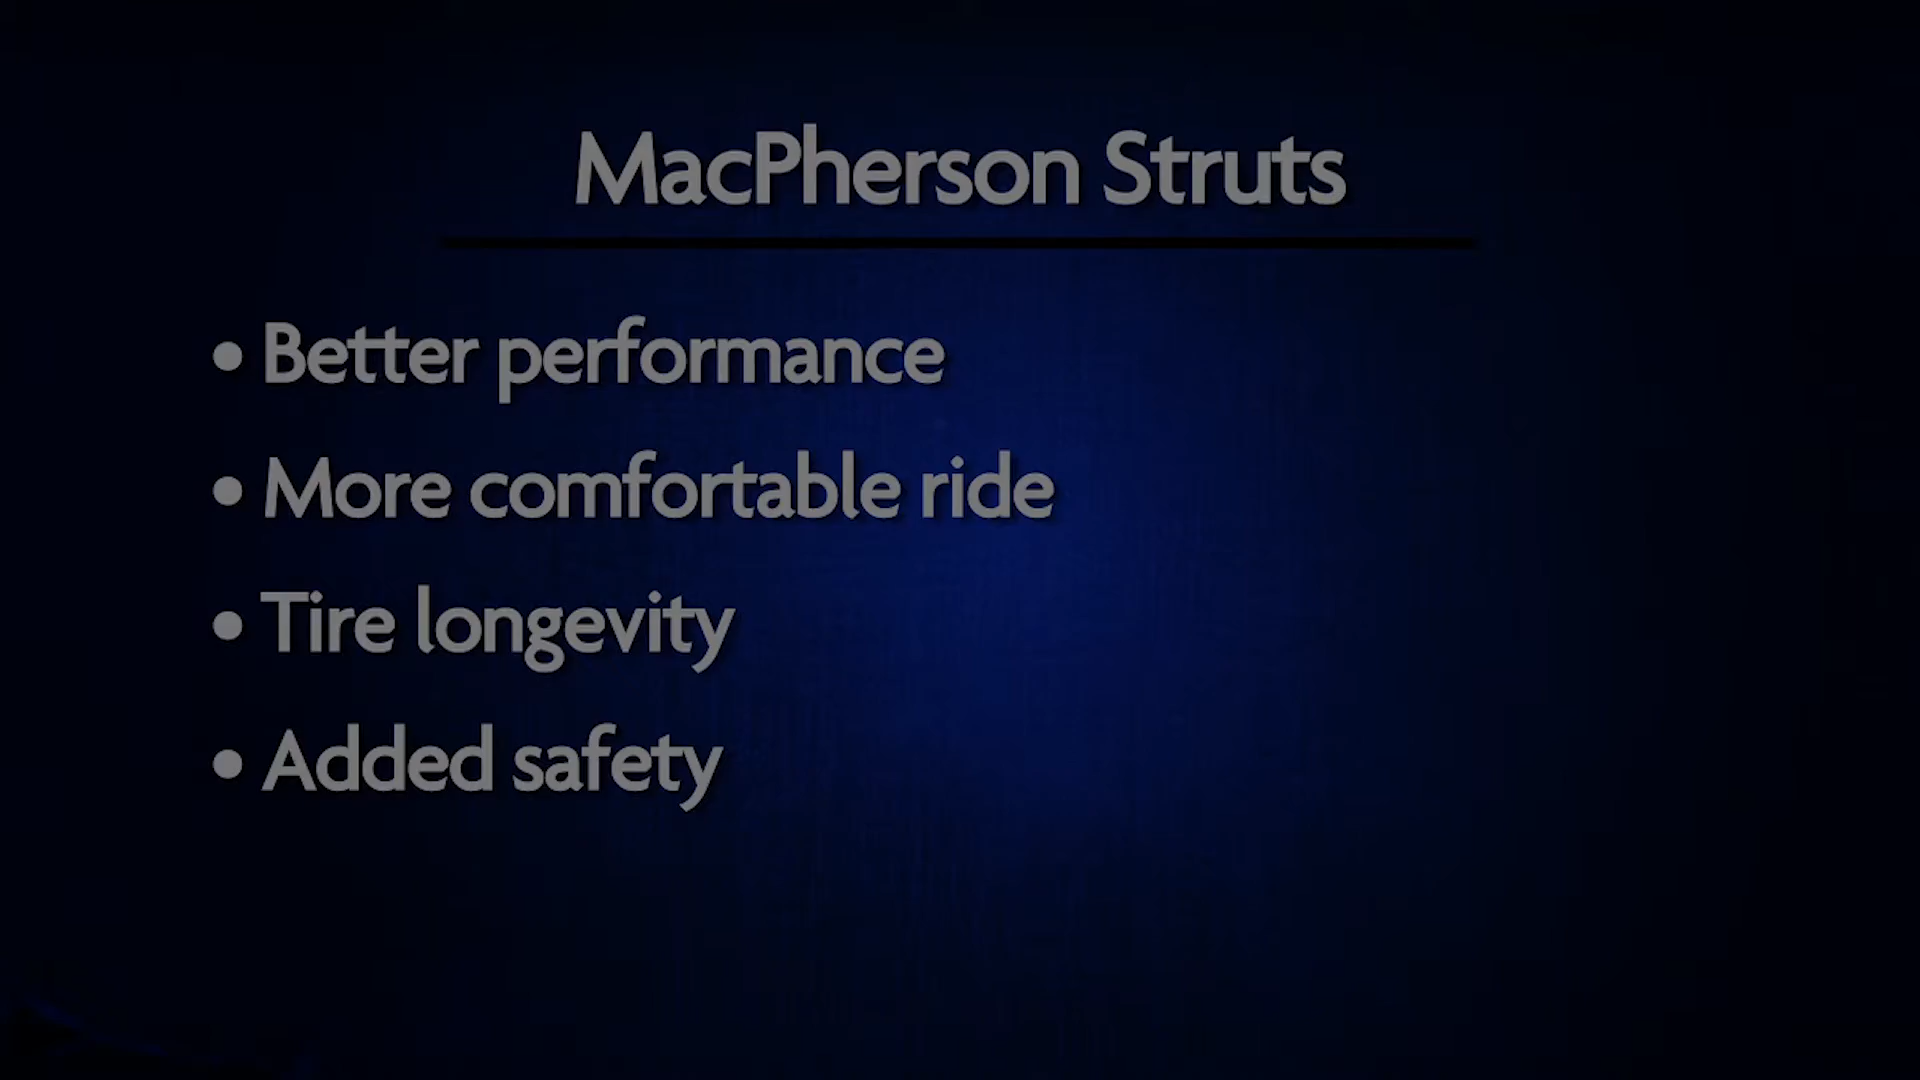 MacPherson Struts
• Better performance
• More comfortable ride
• Tire longevity
• Added safety